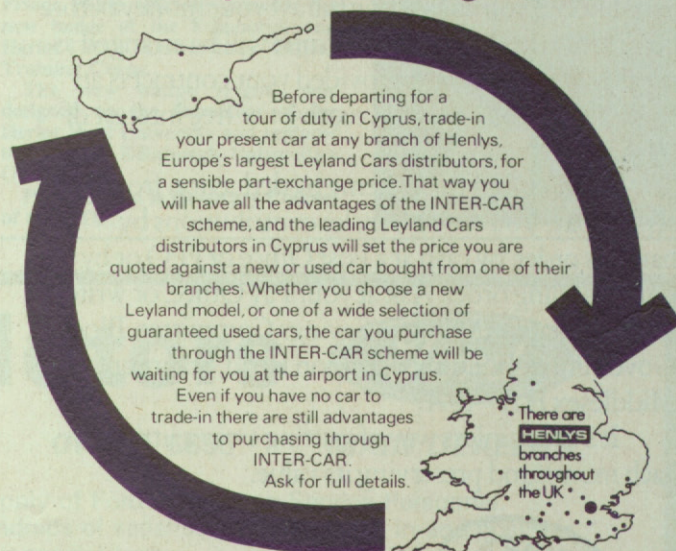 Before departing for a
tour of duty in Cyprus, trade-in
your present car at any branch of Henlys,
Europe's largest Leyland Cars distributors, for
a sensible part-exchange price. That way you
will have all the advantages of the INTER-CAR
scheme, and the leading Leyland Cars
distributors in Cyprus will set the price you are
quoted against a new or used car bought from one of their
branches. Whether you choose a new
Leyland model, or one of a wide selection of
guaranteed used cars, the car you purchase
through the INTER-CAR scheme will be
waiting for you at the airport in Cyprus.
Even if you have no car to
trade-in there are still advantages
to purchasing through
INTER-CAR.
Ask for full details.
There are
HENLYS
branches
throughout
the UK